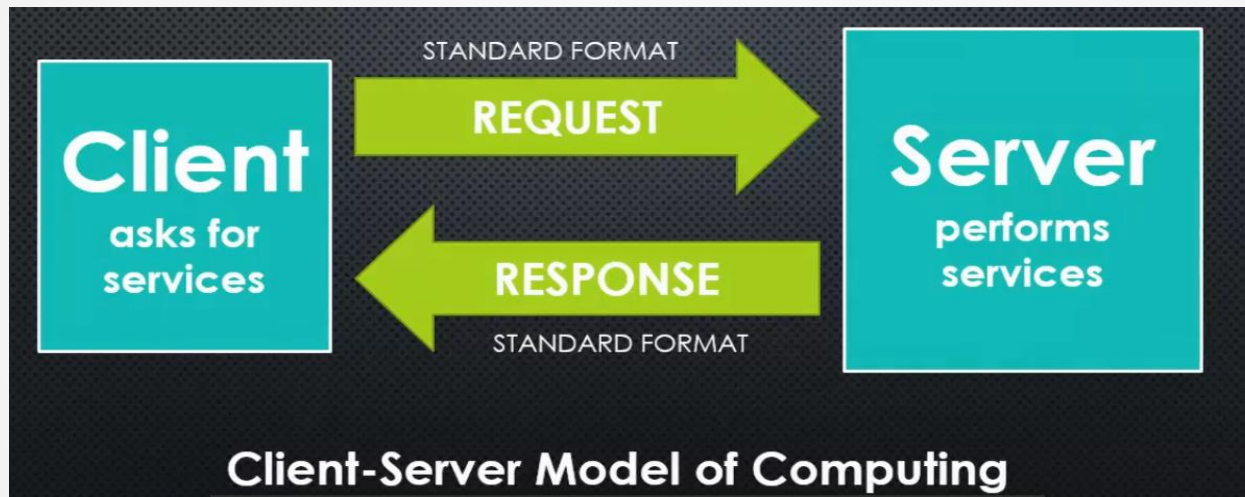 STANDARD FORMAT
REQUEST
Client
asks for
services
Server
performs
services
RESPONSE
STANDARD FORMAT
Client-Server Model of Computing